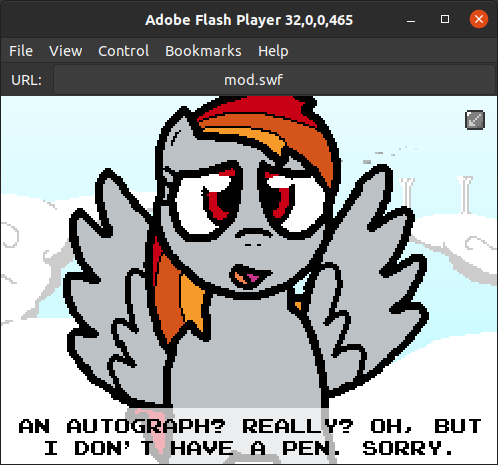 Adobe Flash Player 32,0,0,465
File View Control Bookmarks Help
URL: mod.swf
AN AUTOGRAPH? REALLY? OH, BUT
I DON'T HAVE A PEN. SORRY.